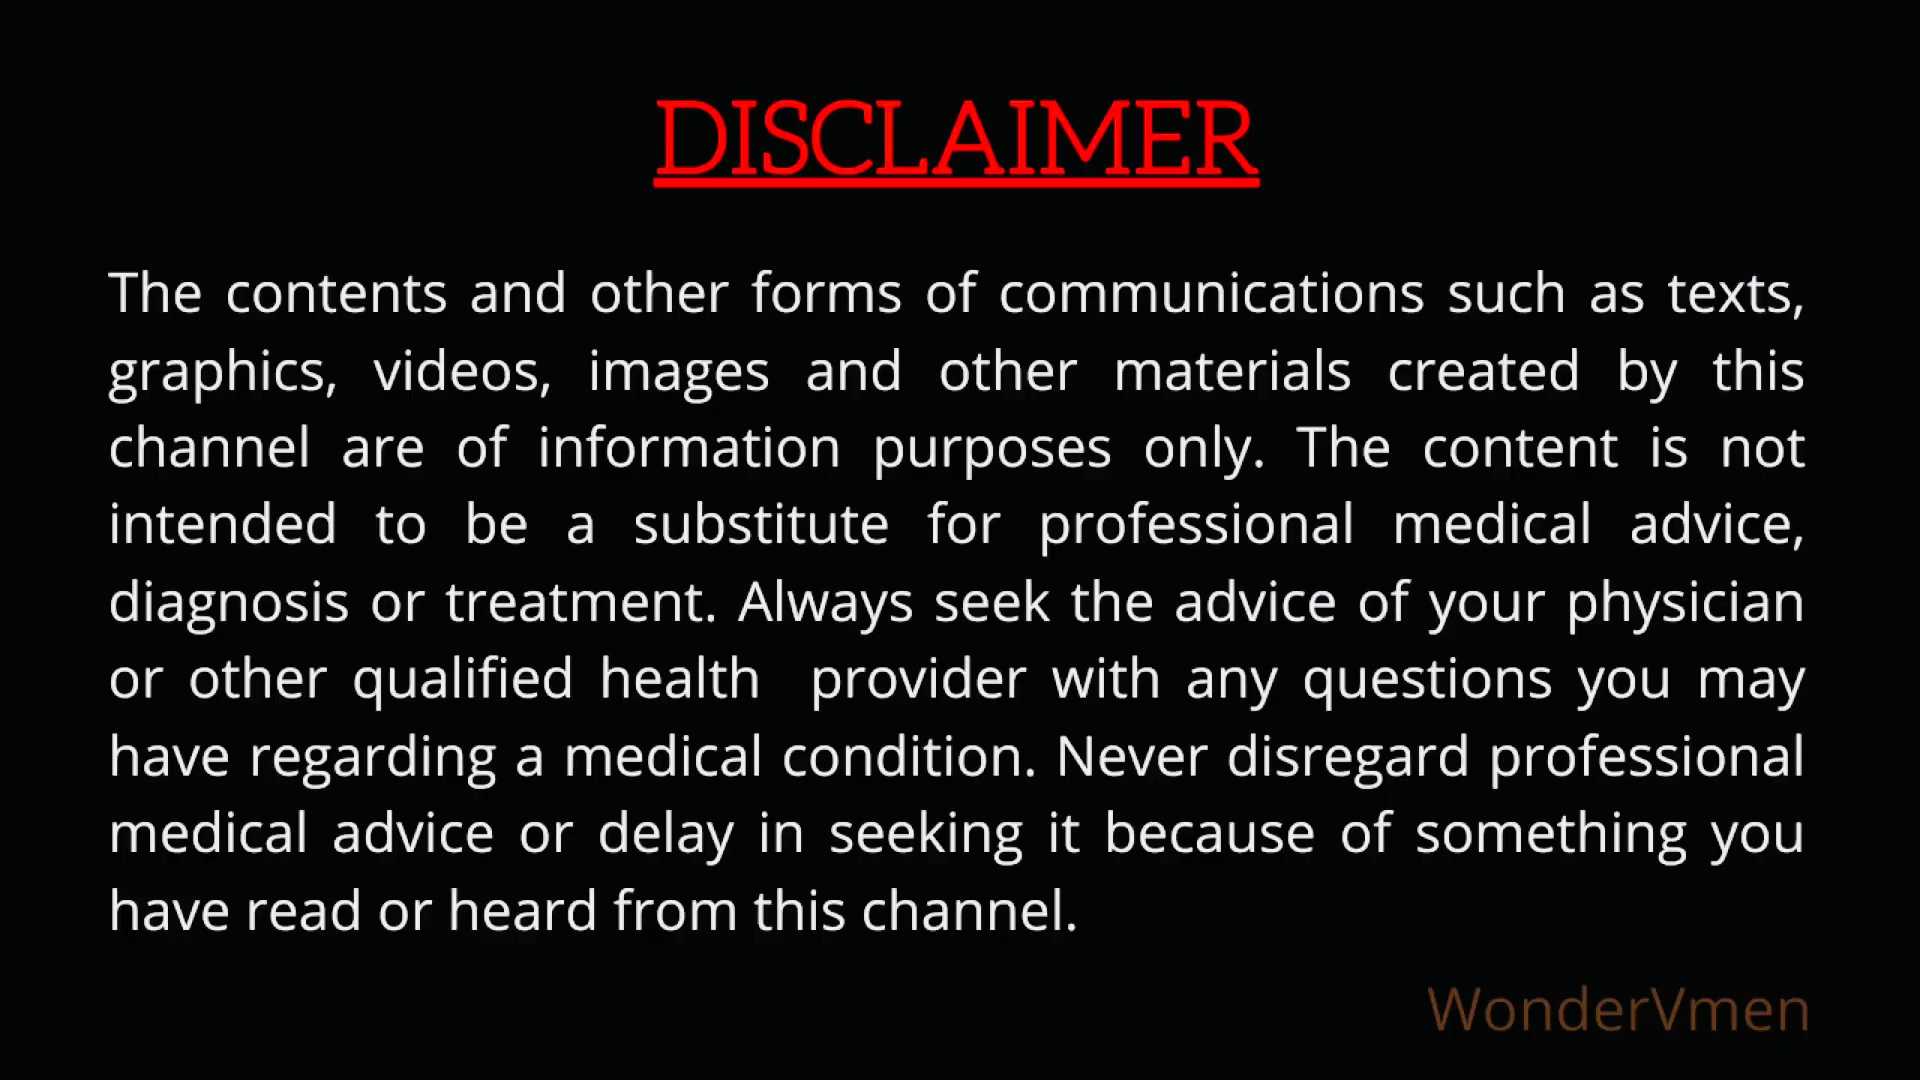 DISCLAIMER
The contents and other forms of communications such as texts,
graphics, videos, images and other materials created by this
channel are of information purposes only. The content is not
intended to be a substitute for professional medical advice,
diagnosis or treatment. Always seek the advice of your physician
or other qualified health  provider with any questions you may
have regarding a medical condition. Never disregard professional
medical advice or delay in seeking it because of something you
have read or heard from this channel.
WonderVmen